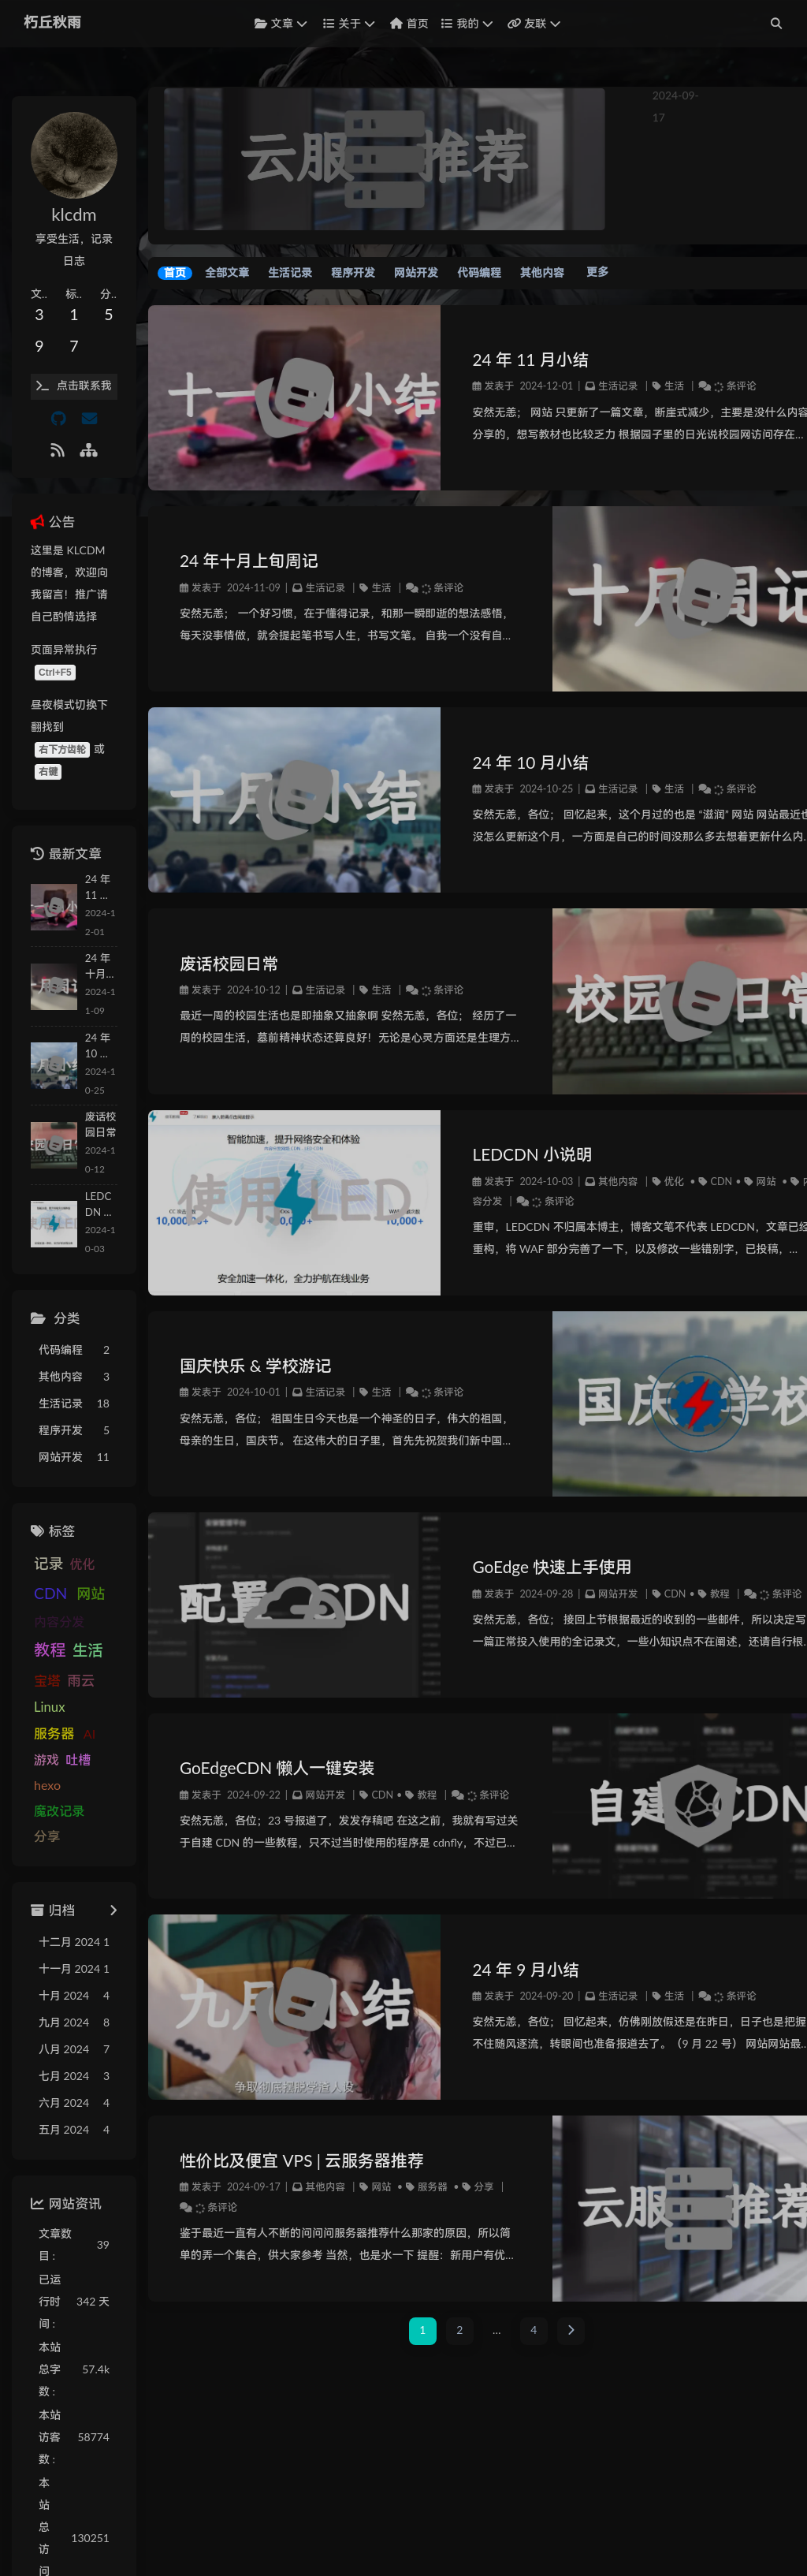 朽丘秋雨
文章
关于
首页
我的
友联
云服务器推荐
2024-09-
17
klcdm
享受生活，记录
日志
文..
标..
分..
3
9
1
7
5
点击联系我
首页
全部文章
生活记录
程序开发
网站开发
代码编程
其他内容
更多
公告
这里是 KLCDM
的博客，欢迎向
我留言！推广请
自己酌情选择
页面异常执行
Ctrl+F5
昼夜模式切换下
翻找到
右下方齿轮 或
右键
最新文章
24 年
11 ...
2024-1
2-01
24 年
十月...
2024-1
1-09
24 年
10 ...
2024-1
0-25
废话校
园日常
2024-1
0-12
LEDC
DN ...
2024-1
0-03
分类
代码编程 2
其他内容 3
生活记录 18
程序开发 5
网站开发 11
标签
记录 优化
CDN 网站
内容分发
教程 生活
宝塔 雨云
Linux
服务器 AI
游戏 吐槽
hexo
魔改记录
分享
归档
十二月 2024 1
十一月 2024 1
十月 2024 4
九月 2024 8
八月 2024 7
七月 2024 3
六月 2024 4
五月 2024 4
网站资讯
文章数
目 :
39
已运
行时
间 :
342 天
本站
总字
数 :
57.4k
本站
访客
数 :
58774
本
站
总
访
问
130251
十一月小结
24 年 11 月小结
发表于 2024-12-01 | 生活记录 | 生活 | 条评论
安然无恙； 网站 只更新了一篇文章，断崖式减少，主要是没什么内容
分享的，想写教材也比较乏力 根据园子里的日光说校园网访问存在...
24 年十月上旬周记
发表于 2024-11-09 | 生活记录 | 生活 | 条评论
安然无恙； 一个好习惯，在于懂得记录，和那一瞬即逝的想法感悟，
每天没事情做，就会提起笔书写人生，书写文笔。 自我一个没有自...
十月周记
十月小结
24 年 10 月小结
发表于 2024-10-25 | 生活记录 | 生活 | 条评论
安然无恙，各位； 回忆起来，这个月过的也是 “滋润” 网站 网站最近也
没怎么更新这个月，一方面是自己的时间没那么多去想着更新什么内..
废话校园日常
发表于 2024-10-12 | 生活记录 | 生活 | 条评论
最近一周的校园生活也是即抽象又抽象啊 安然无恙，各位； 经历了一
周的校园生活，墓前精神状态还算良好！无论是心灵方面还是生理方...
校园日常
智能加速，提升网络安全和体验
10,000,00+
10,000+
使用LED
安全加速一体化，全力护航在线业务
LEDCDN 小说明
发表于 2024-10-03 | 其他内容 | 优化 • CDN • 网站 • 内
容分发 | 条评论
重审，LEDCDN 不归属本博主，博客文笔不代表 LEDCDN，文章已经
重构，将 WAF 部分完善了一下，以及修改一些错别字，已投稿，...
国庆快乐 & 学校游记
发表于 2024-10-01 | 生活记录 | 生活 | 条评论
安然无恙，各位； 祖国生日今天也是一个神圣的日子，伟大的祖国，
母亲的生日，国庆节。 在这伟大的日子里，首先先祝贺我们新中国...
国庆学校
配置CSDN
GoEdge 快速上手使用
发表于 2024-09-28 | 网站开发 | CDN • 教程 | 条评论
安然无恙，各位； 接回上节根据最近的收到的一些邮件，所以决定写
一篇正常投入使用的全记录文，一些小知识点不在阐述，还请自行根..
GoEdgeCDN 懒人一键安装
发表于 2024-09-22 | 网站开发 | CDN • 教程 | 条评论
安然无恙，各位；23 号报道了，发发存稿吧 在这之前，我就有写过关
于自建 CDN 的一些教程，只不过当时使用的程序是 cdnfly，不过已...
自建CDN
九月小结
争取彻底摆脱学渣人设
24 年 9 月小结
发表于 2024-09-20 | 生活记录 | 生活 | 条评论
安然无恙，各位； 回忆起来，仿佛刚放假还是在昨日，日子也是把握
不住随风逐流，转眼间也准备报道去了。（9 月 22 号） 网站网站最..
性价比及便宜 VPS | 云服务器推荐
发表于 2024-09-17 | 其他内容 | 网站 • 服务器 • 分享 |
条评论
鉴于最近一直有人不断的问问问服务器推荐什么那家的原因，所以简
单的弄一个集合，供大家参考 当然，也是水一下 提醒：新用户有优...
云服务器推荐
1 2 ... 4